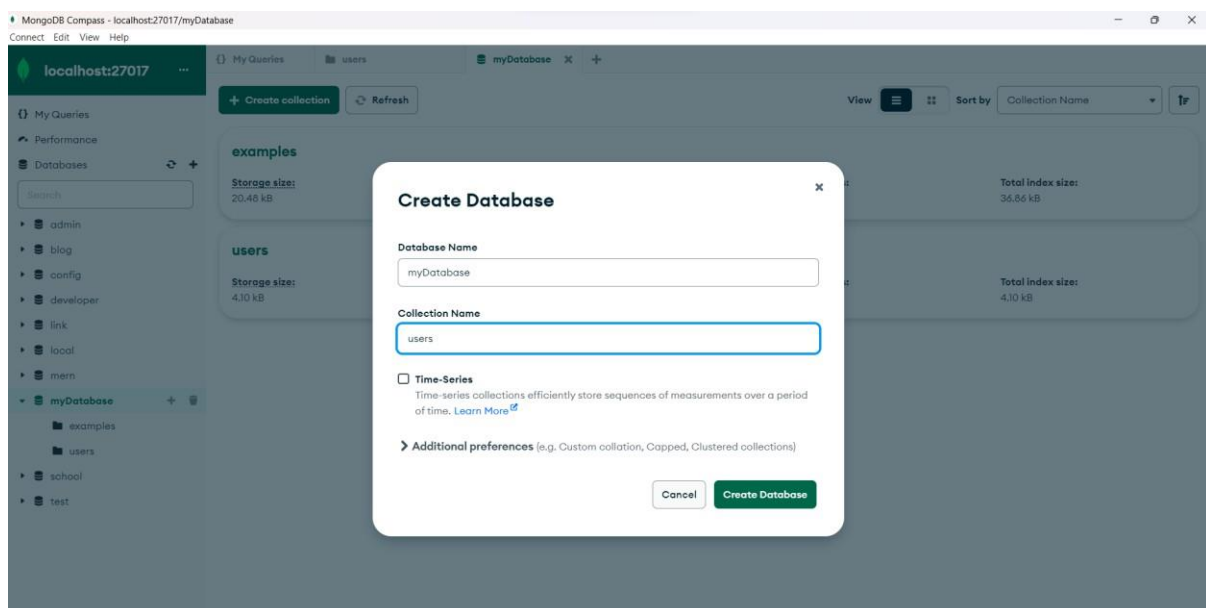 MongoDB Compass - localhost:27017/myDatabase
Connect Edit View Help
localhost:27017 ...
{} My Queries
Performance
Databases
Search
admin
blog
config
developer
link
local
mern
myDatabase
examples
users
school
test
{} My Queries users myDatabase X +
+ Create collection Refresh View Sort by Collection Name
examples
Storage size: Total index size:
20.48 kB 36.86 kB
users
Storage size: Total index size:
4.10 kB 4.10 kB
Create Database
Database Name
myDatabase
Collection Name
users
Time-Series
Time-series collections efficiently store sequences of measurements over a period
of time. Learn More
Additional preferences (e.g. Custom collation, Capped, Clustered collections)
Cancel Create Database